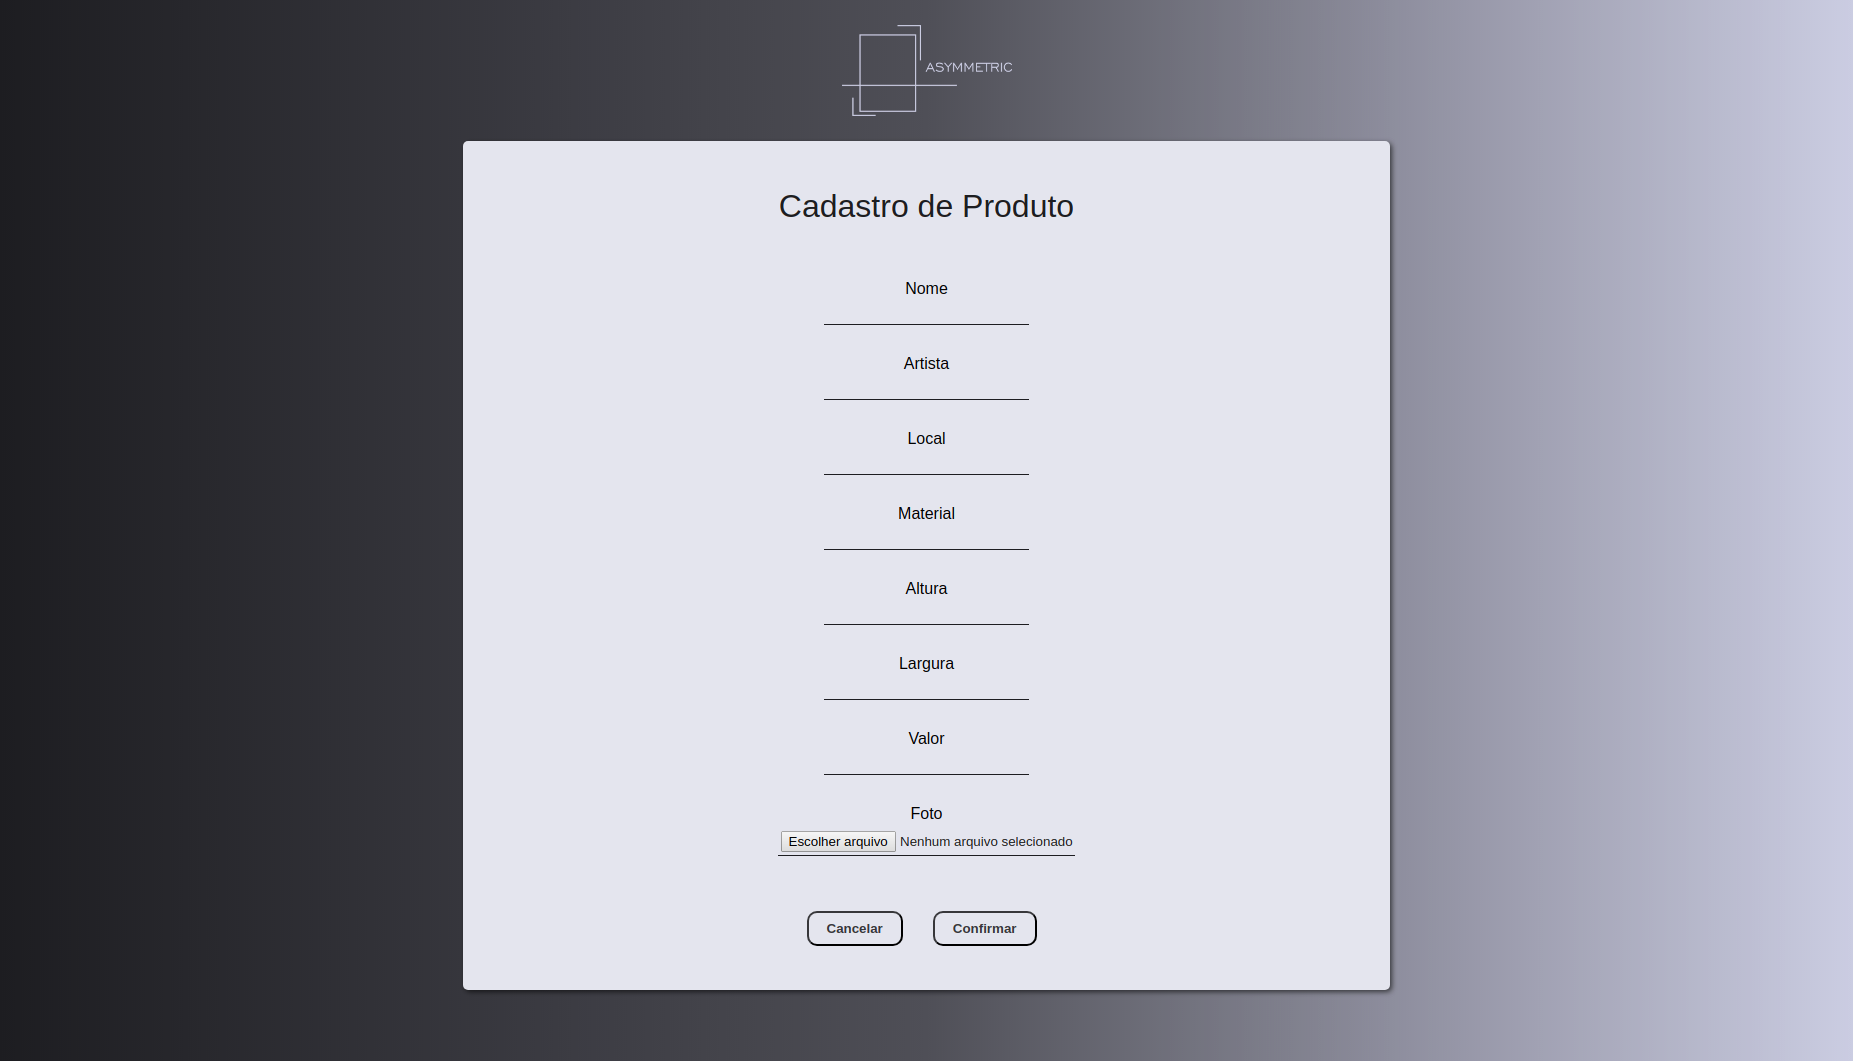 ASYMMETRIC
Cadastro de Produto
Nome
Artista
Local
Material
Altura
Largura
Valor
Foto
Escolher arquivo Nenhum arquivo selecionado
Cancelar Confirmar